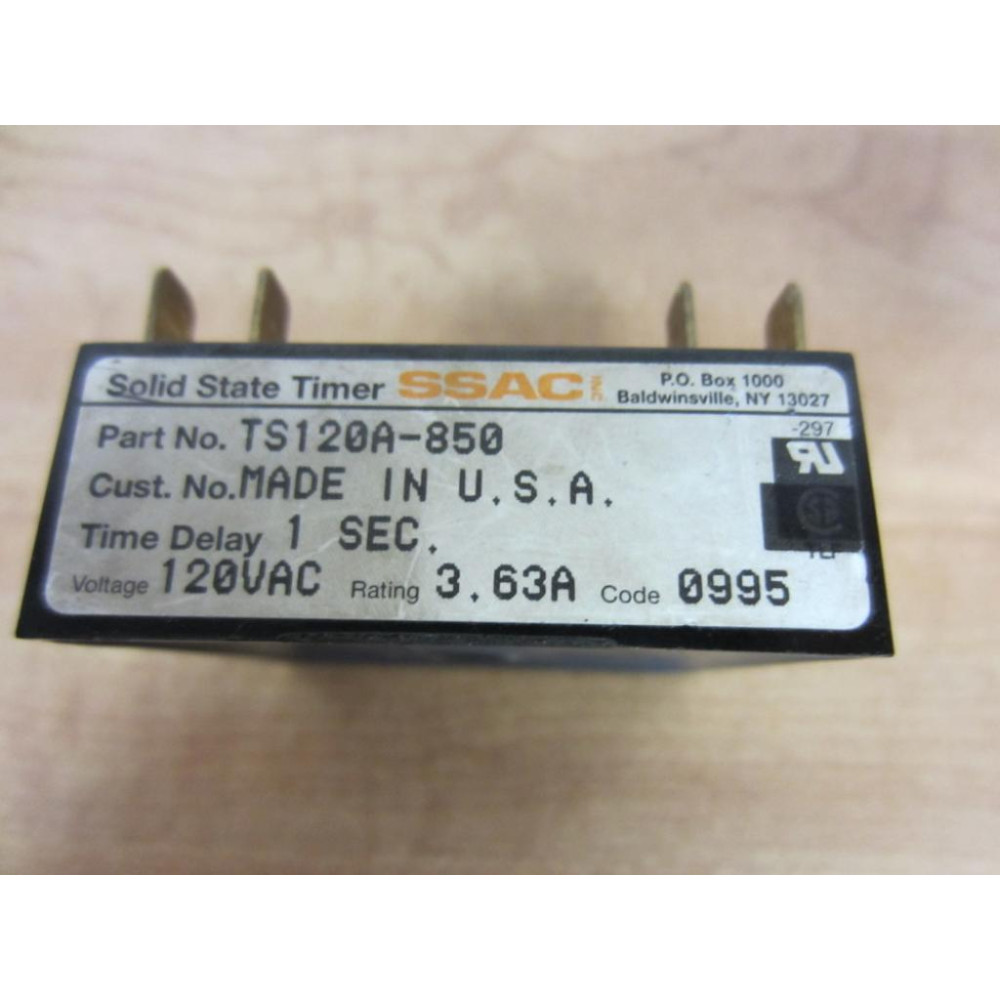 Solid State Timer SSAC INC. P.O. Box 1000
Baldwinsville, NY 13027
Part No. TS120A-850 -297
Cust. No. MADE IN U.S.A.
Time Delay 1 SEC.
Voltage 120VAC Rating 3.63A Code 0995